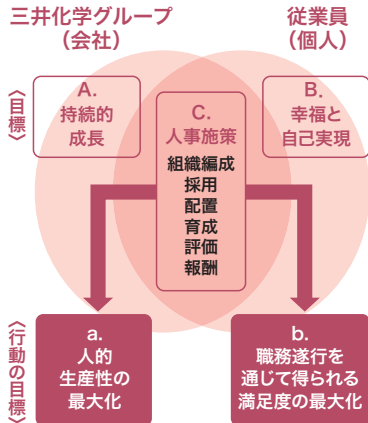 三井化学グループ
（会社）
従業員
（個人）
〈目標〉
A.
持続的
成長
B.
幸福と
自己実現
C.
人事施策
組織編成
採用
配置
育成
評価
報酬
〈行動の目標〉
a.
人的
生産性の
最大化
b.
職務遂行を
通じて得られる
満足度の最大化